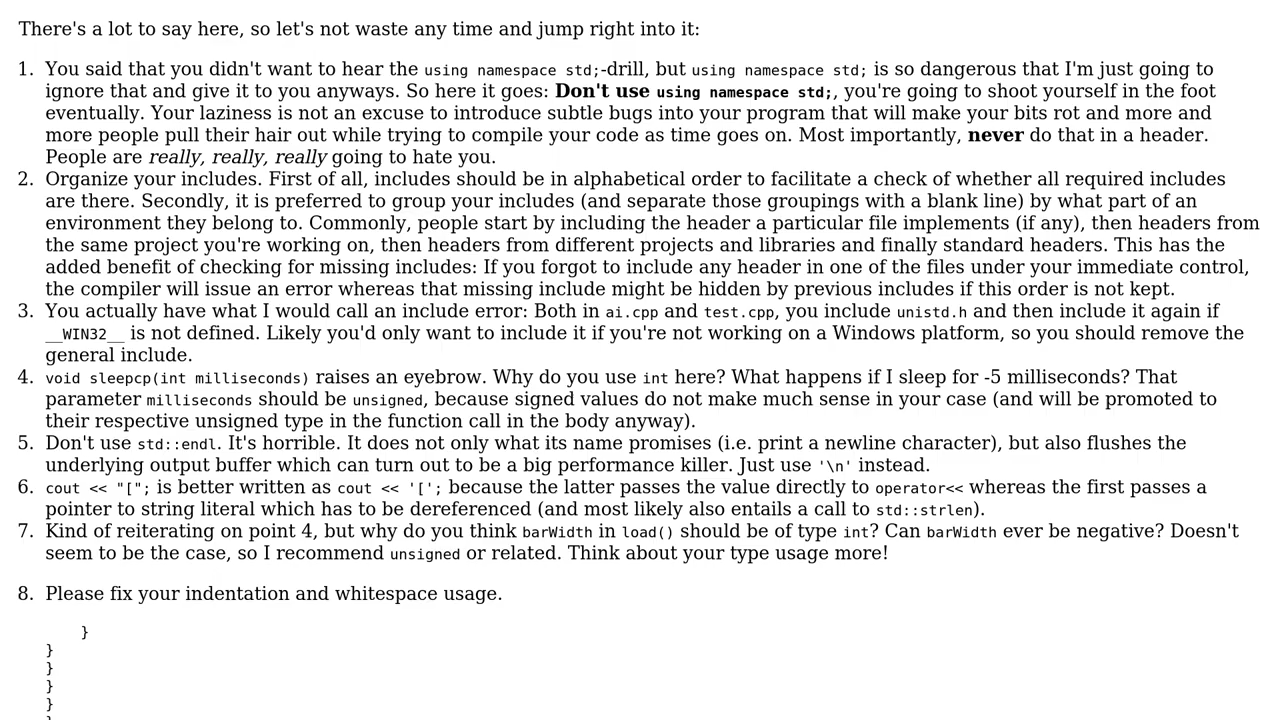 There's a lot to say here, so let's not waste any time and jump right into it:
1. You said that you didn't want to hear the using namespace std;-drill, but using namespace std; is so dangerous that I'm just going to
ignore that and give it to you anyways. So here it goes: Don't use using namespace std;, you're going to shoot yourself in the foot
eventually. Your laziness is not an excuse to introduce subtle bugs into your program that will make your bits rot and more and
more people pull their hair out while trying to compile your code as time goes on. Most importantly, never do that in a header.
People are really, really, really going to hate you.
2. Organize your includes. First of all, includes should be in alphabetical order to facilitate a check of whether all required includes
are there. Secondly, it is preferred to group your includes (and separate those groupings with a blank line) by what part of an
environment they belong to. Commonly, people start by including the header a particular file implements (if any), then headers from
the same project you're working on, then headers from different projects and libraries and finally standard headers. This has the
added benefit of checking for missing includes: If you forgot to include any header in one of the files under your immediate control,
the compiler will issue an error whereas that missing include might be hidden by previous includes if this order is not kept.
3. You actually have what I would call an include error: Both in ai.cpp and test.cpp, you include unistd.h and then include it again if
__WIN32__ is not defined. Likely you'd only want to include it if you're not working on a Windows platform, so you should remove the
general include.
4. void sleepcp(int milliseconds) raises an eyebrow. Why do you use int here? What happens if I sleep for -5 milliseconds? That
parameter milliseconds should be unsigned, because signed values do not make much sense in your case (and will be promoted to
their respective unsigned type in the function call in the body anyway).
5. Don't use std::endl. It's horrible. It does not only what its name promises (i.e. print a newline character), but also flushes the
underlying output buffer which can turn out to be a big performance killer. Just use '\n' instead.
6. cout << "["; is better written as cout << '['; because the latter passes the value directly to operator<< whereas the first passes a
pointer to string literal which has to be dereferenced (and most likely also entails a call to std::strlen).
7. Kind of reiterating on point 4, but why do you think barWidth in load() should be of type int? Can barWidth ever be negative? Doesn't
seem to be the case, so I recommend unsigned or related. Think about your type usage more!
8. Please fix your indentation and whitespace usage.
}
}
}
}
}
}